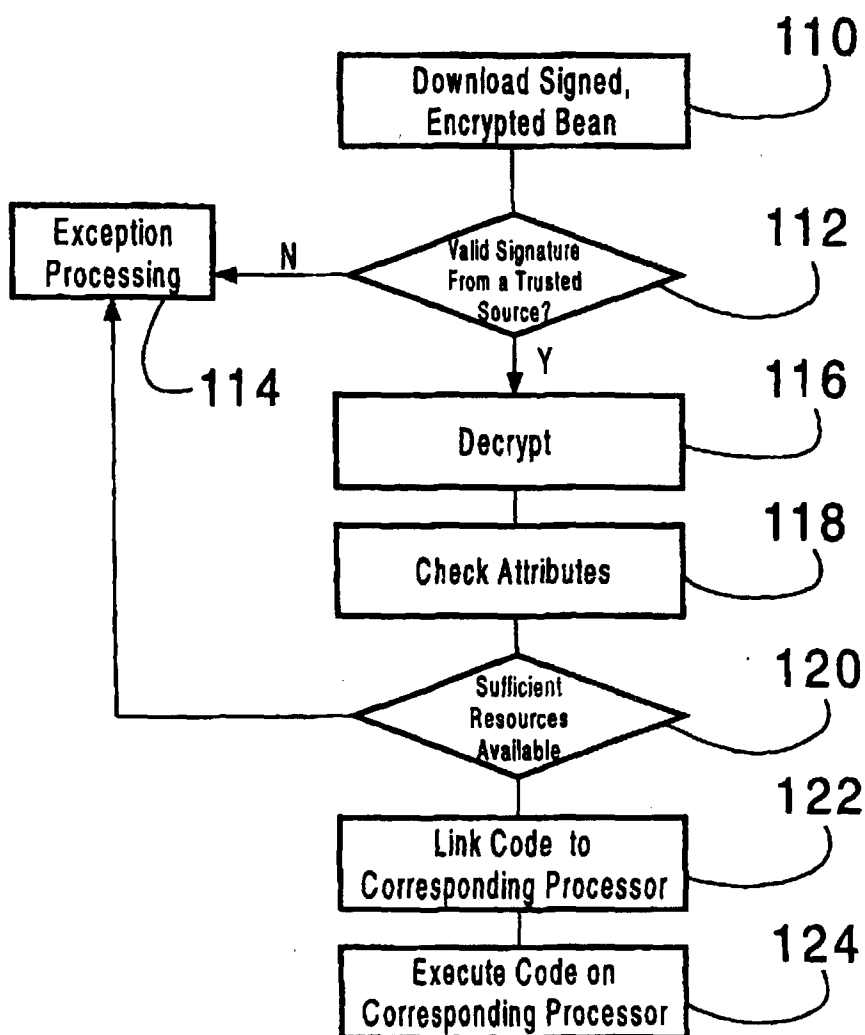 110
Download Signed,
Encrypted Bean
112
Valid Signature
From a Trusted
Source?
N
Exception
Processing
114
Y
116
Decrypt
118
Check Attributes
120
Sufficient
Resources
Available
122
Link Code to
Corresponding Processor
124
Execute Code on
Corresponding Processor